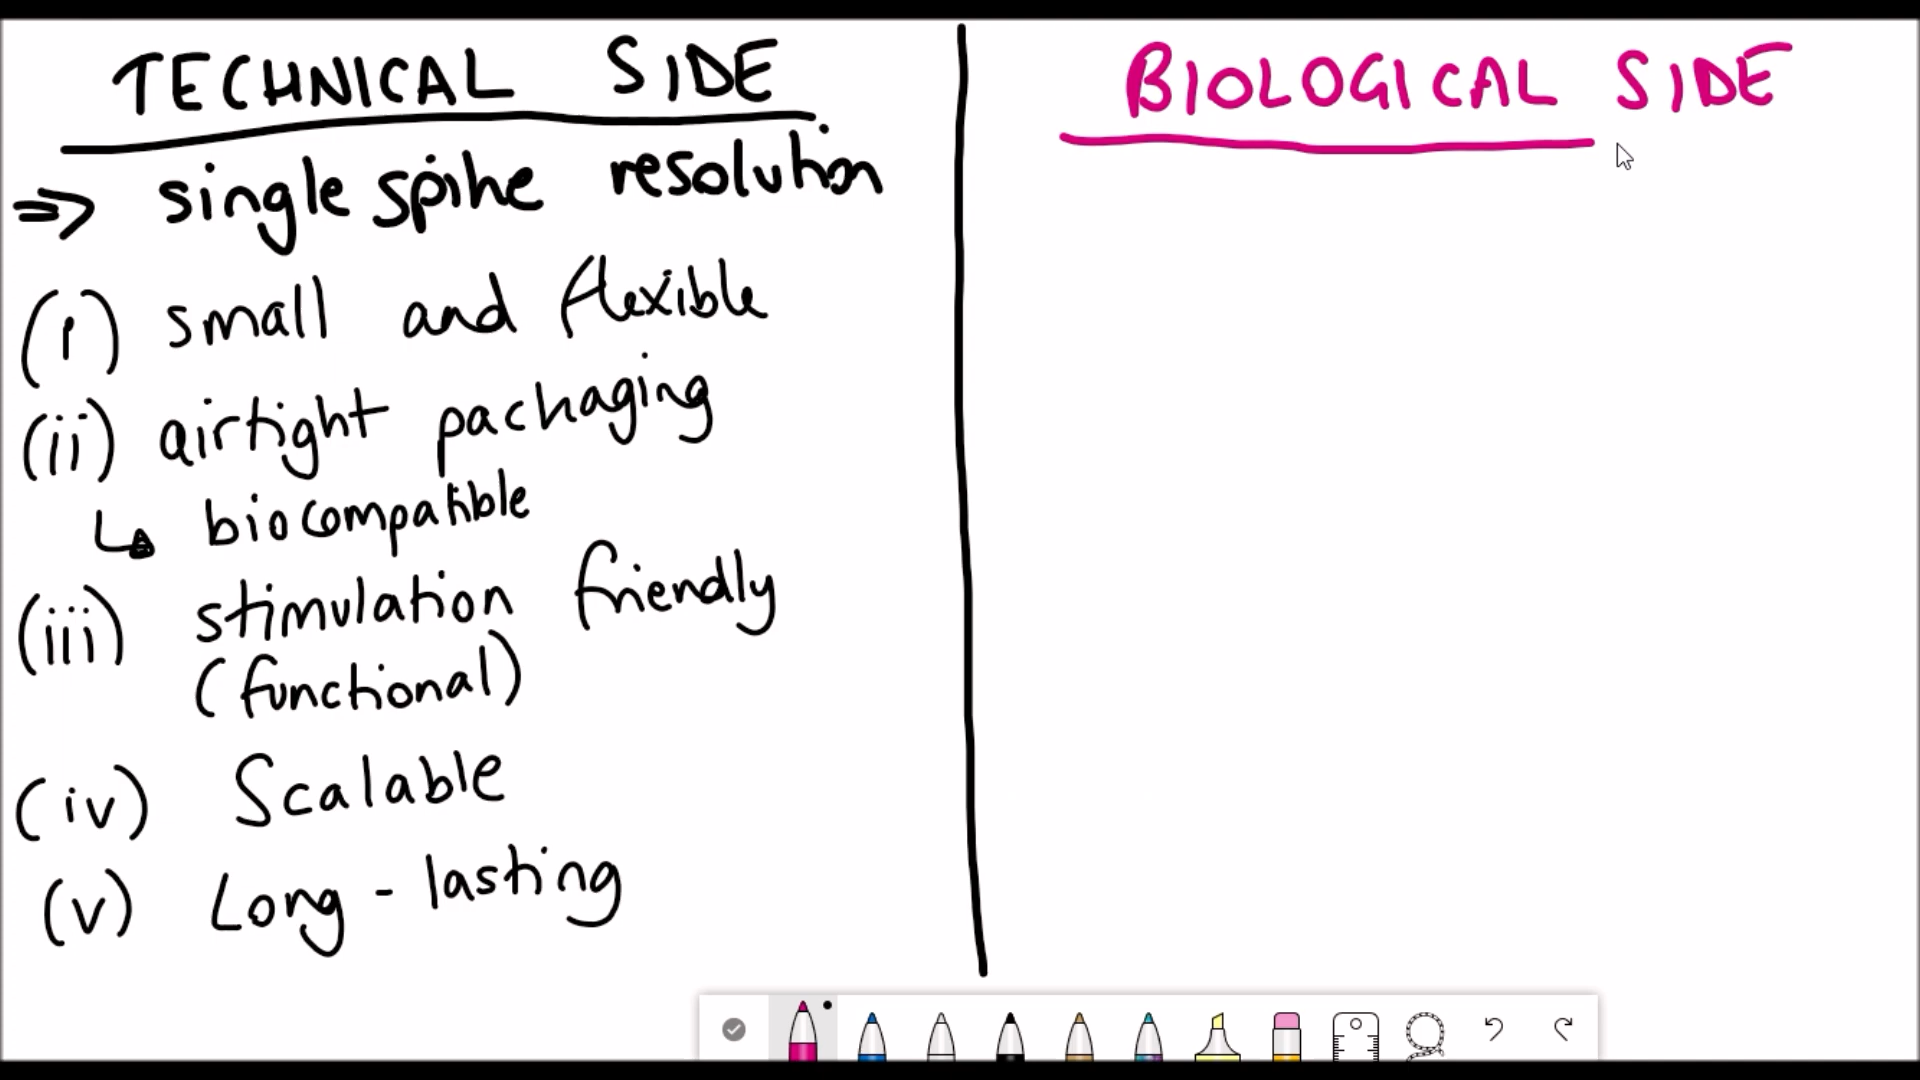 TECHNICAL SIDE
⇒ single spike resolution
(i) small and flexible
(ii) airtight packaging
↳ biocompatible
(iii) stimulation friendly
(functional)
(iv) Scalable
(v) Long-lasting
BIOLOGICAL SIDE